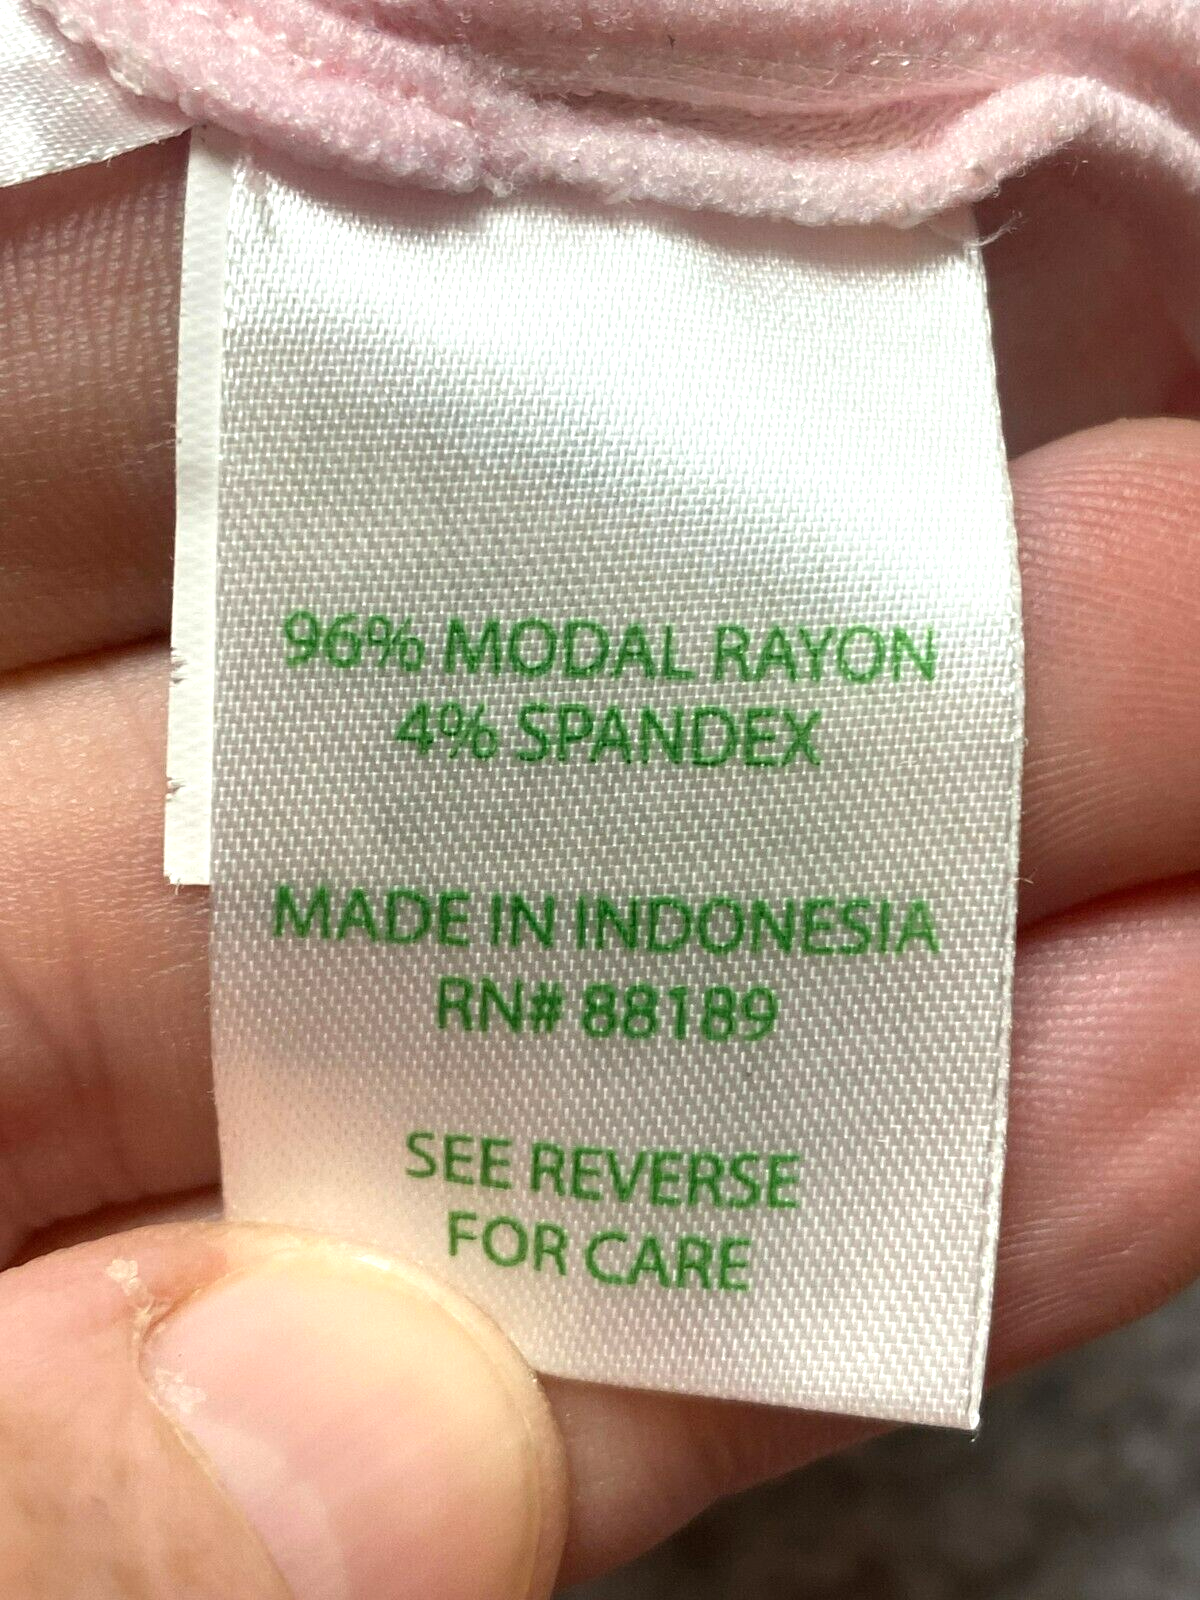 96% MODAL RAYON
4% SPANDEX
MADE IN INDONESIA
RN# 88189
SEE REVERSE
FOR CARE